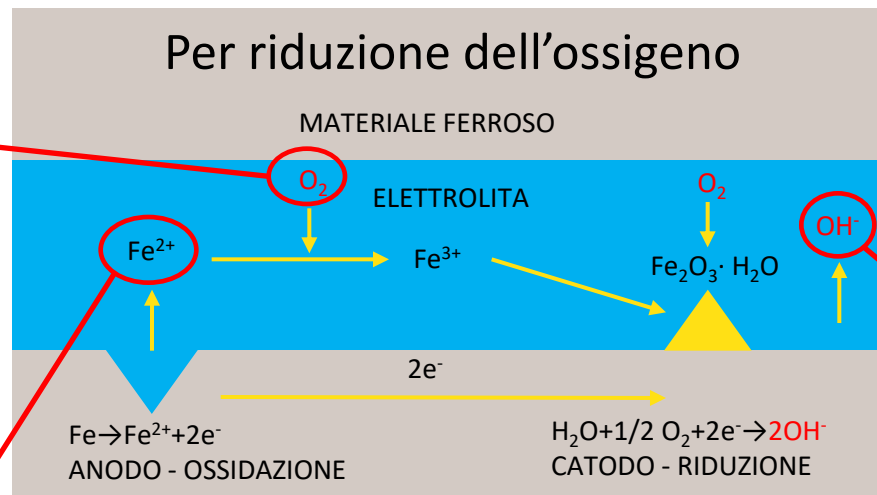 Per riduzione dell’ossigeno
MATERIALE FERROSO
O₂
ELETTROLITA
O₂
OH⁻
Fe²⁺
Fe³⁺
Fe₂O₃· H₂O
2e⁻
Fe→Fe²⁺+2e⁻
ANODO - OSSIDAZIONE
H₂O+1/2 O₂+2e⁻→2OH⁻
CATODO - RIDUZIONE